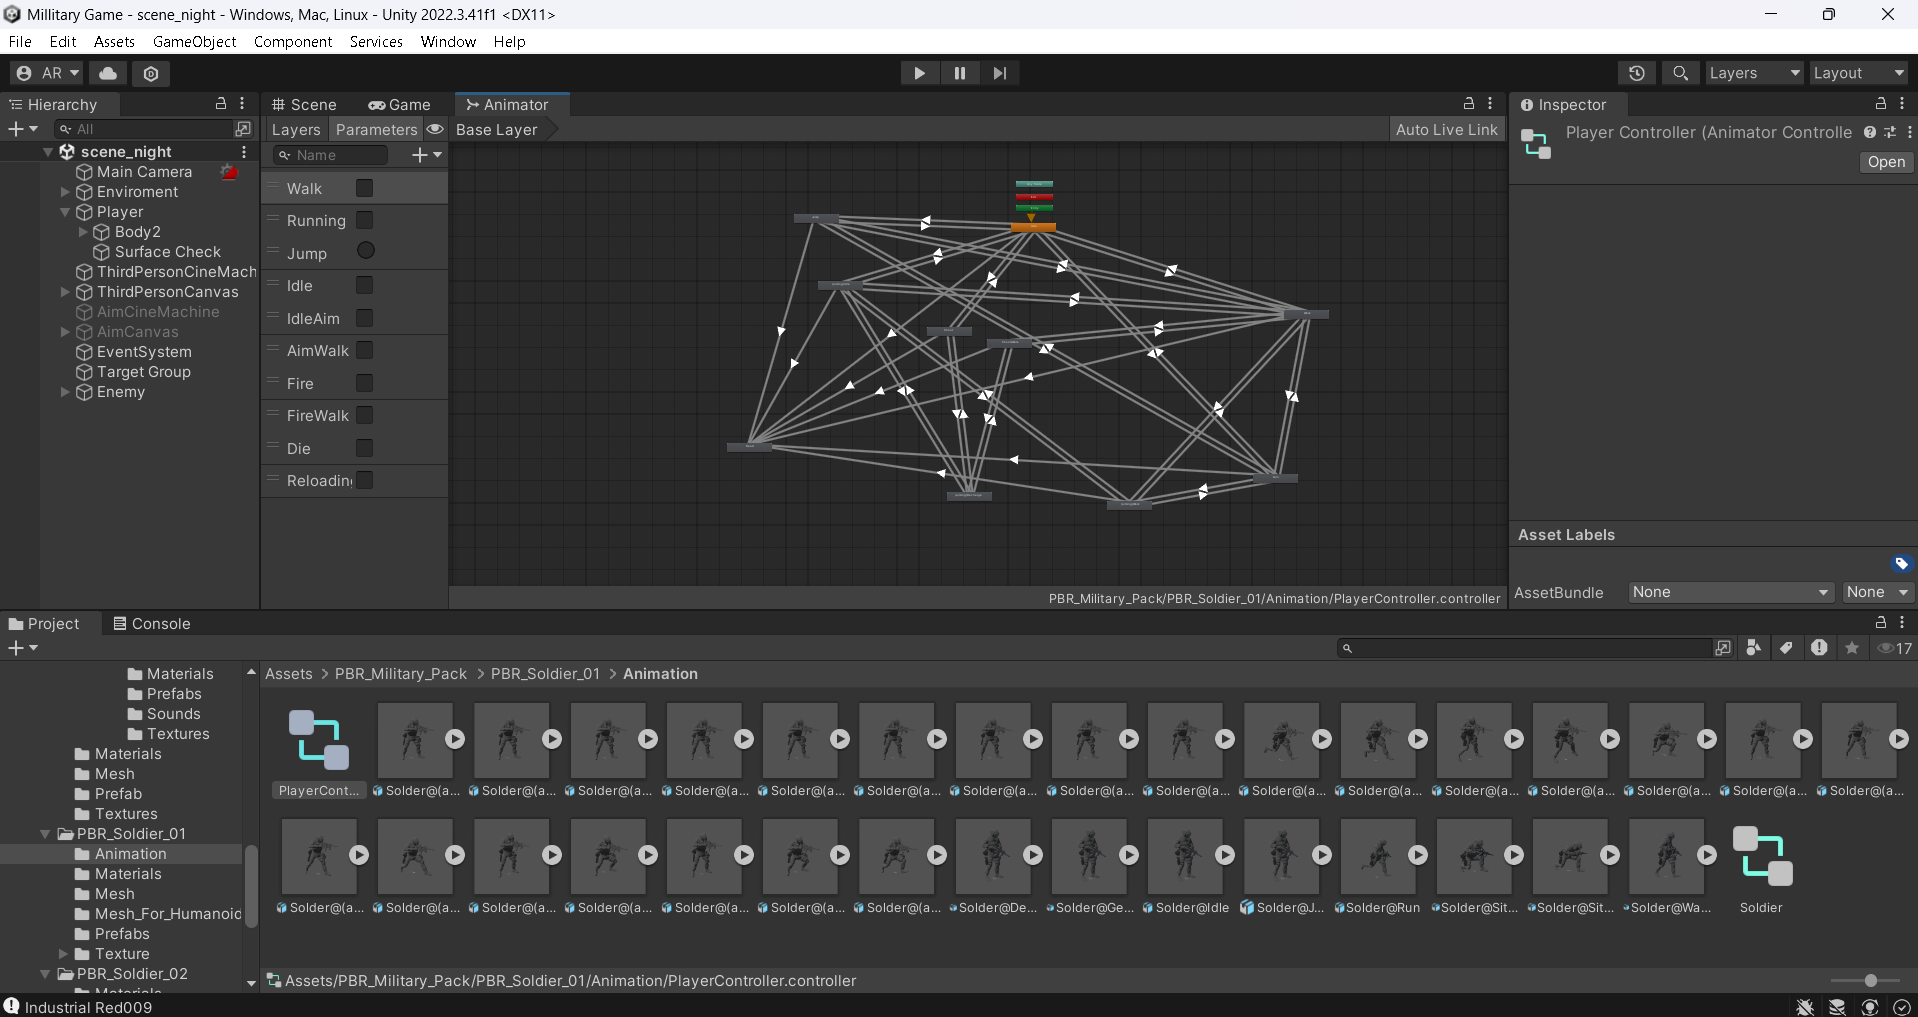 Millitary Game - scene_night - Windows, Mac, Linux - Unity 2022.3.41f1 <DX11>
File Edit Assets GameObject Component Services Window Help
AR
Layers Layout
Hierarchy
All
scene_night
Main Camera
Enviroment
Player
Body2
Surface Check
ThirdPersonCineMach
ThirdPersonCanvas
AimCineMachine
AimCanvas
EventSystem
Target Group
Enemy
Scene Game Animator
Layers Parameters Base Layer Auto Live Link
Name
Walk
Running
Jump
Idle
IdleAim
AimWalk
Fire
FireWalk
Die
Reloading
PBR_Military_Pack/PBR_Soldier_01/Animation/PlayerController.controller
Inspector
Player Controller (Animator Controlle
Open
Asset Labels
AssetBundle None None
Project Console
17
Materials
Prefabs
Sounds
Textures
Materials
Mesh
Prefab
Textures
PBR_Soldier_01
Animation
Materials
Mesh
Mesh_For_Humanoid
Prefabs
Texture
PBR_Soldier_02
Materials
Assets > PBR_Military_Pack > PBR_Soldier_01 > Animation
PlayerCont... Solder@(a... Solder@(a... Solder@(a... Solder@(a... Solder@(a... Solder@(a... Solder@(a... Solder@(a... Solder@(a... Solder@(a... Solder@(a... Solder@(a... Solder@(a... Solder@(a... Solder@(a... Solder@(a...
Solder@(a... Solder@(a... Solder@(a... Solder@(a... Solder@(a... Solder@(a... Solder@(a... Solder@De... Solder@Ge... Solder@Idle Solder@J... Solder@Run Solder@Sit... Solder@Sit... Solder@Wa... Soldier
Assets/PBR_Military_Pack/PBR_Soldier_01/Animation/PlayerController.controller
Industrial Red009